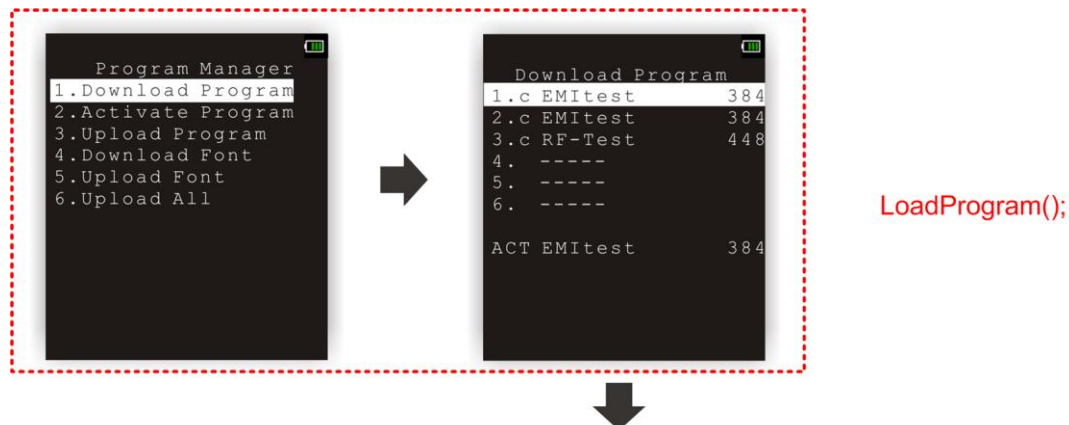 Program Manager
1.Download Program
2.Activate Program
3.Upload Program
4.Download Font
5.Upload Font
6.Upload All
Download Program
1.c EMItest 384
2.c EMItest 384
3.c RF-Test 448
4. -----
5. -----
6. -----
ACT EMItest 384
LoadProgram();